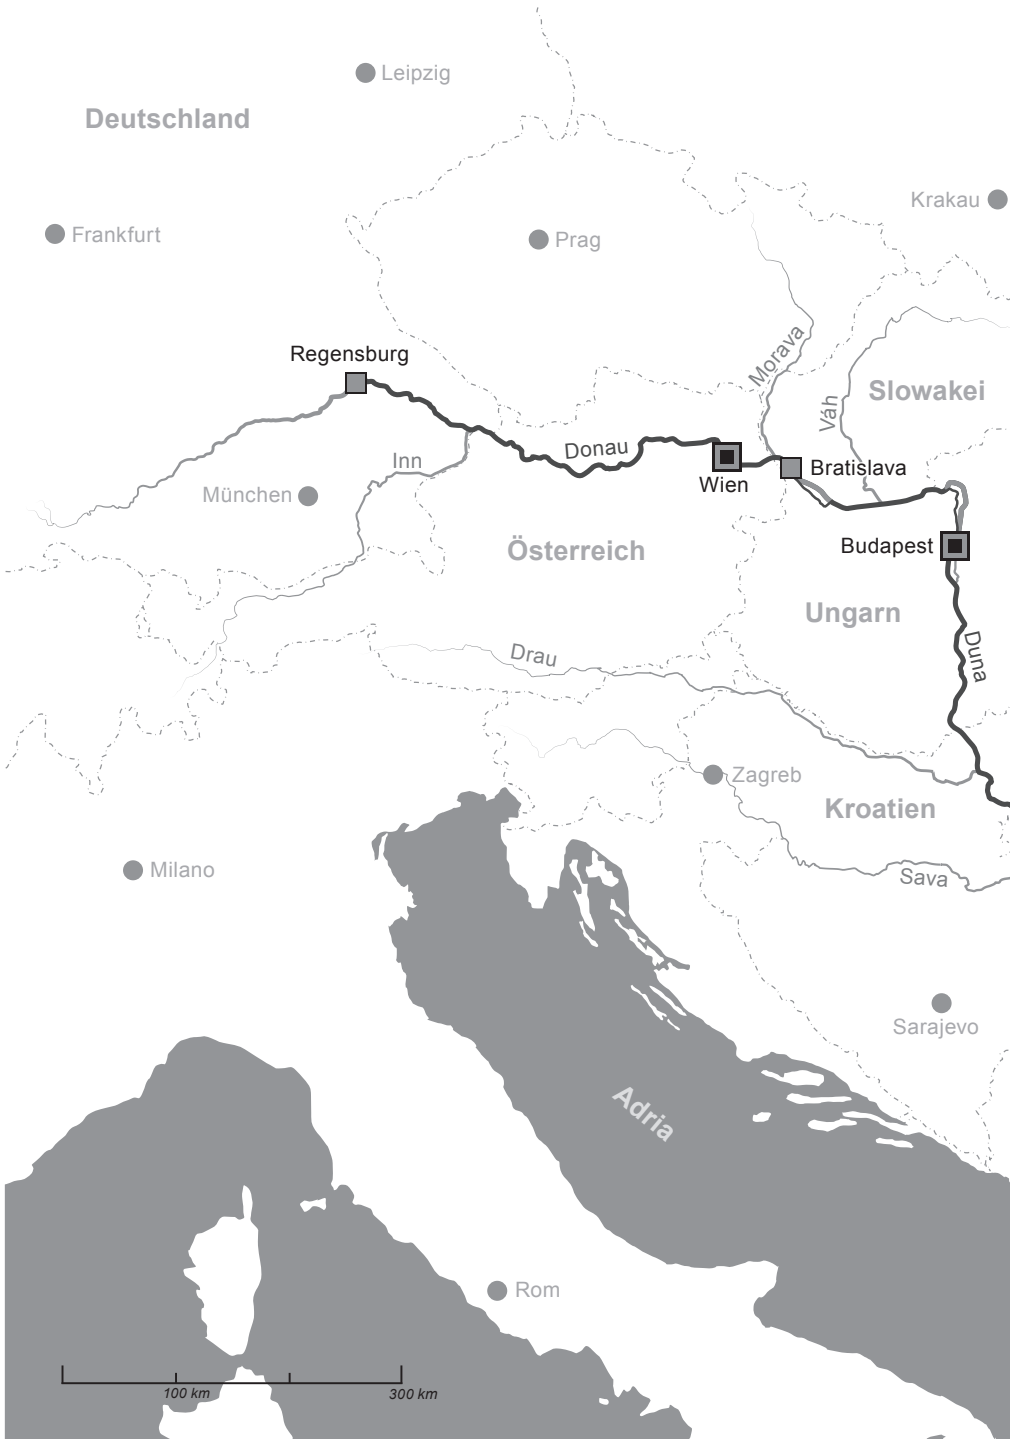 Leipzig
Deutschland
Krakau
Frankfurt
Prag
Regensburg
Morava
Slowakei
Váh
Donau
Inn
Bratislava
München
Wien
Budapest
Österreich
Ungarn
Duna
Drau
Zagreb
Kroatien
Milano
Sava
Sarajevo
Adria
Rom
100 km
300 km